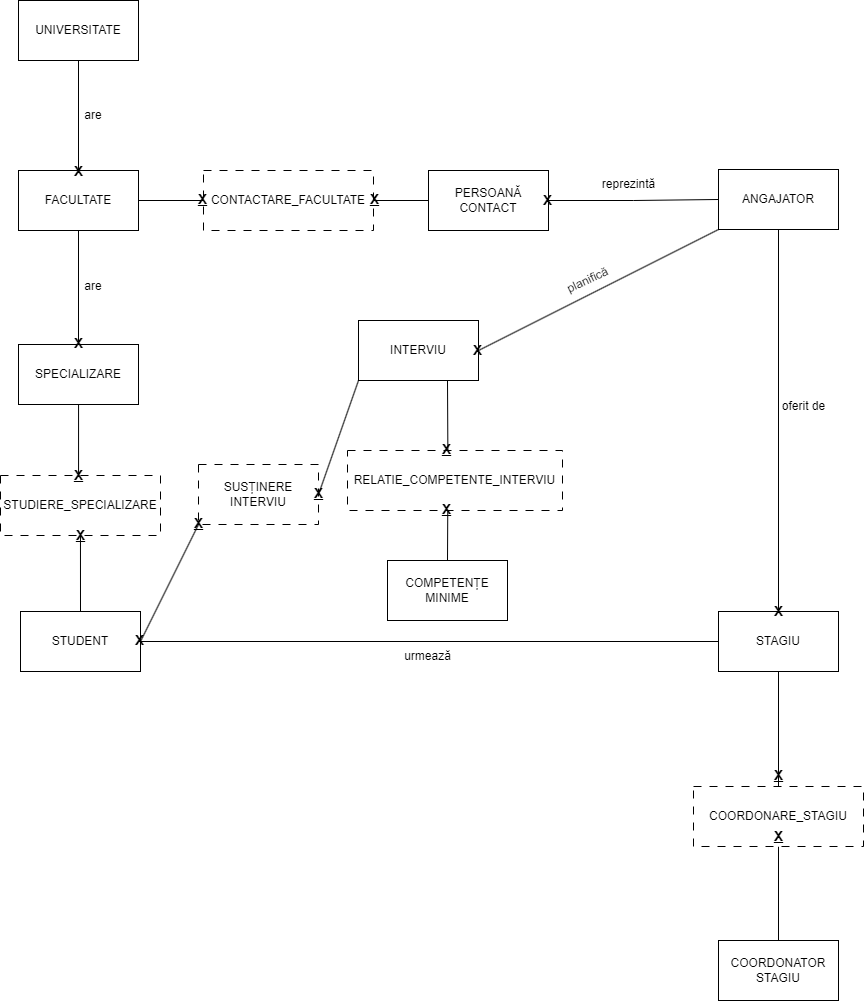 UNIVERSITATE
are
X
FACULTATE
X
CONTACTARE_FACULTATE
X
PERSOANĂ
CONTACT
X
reprezintă
ANGAJATOR
are
planifică
X
SPECIALIZARE
INTERVIU
X
oferit de
X
STUDIERE_SPECIALIZARE
X
SUSȚINERE
INTERVIU
X
X
X
RELATIE_COMPETENTE_INTERVIU
X
COMPETENȚE
MINIME
STUDENT
X
urmează
X
STAGIU
X
COORDONARE_STAGIU
X
COORDONATOR
STAGIU